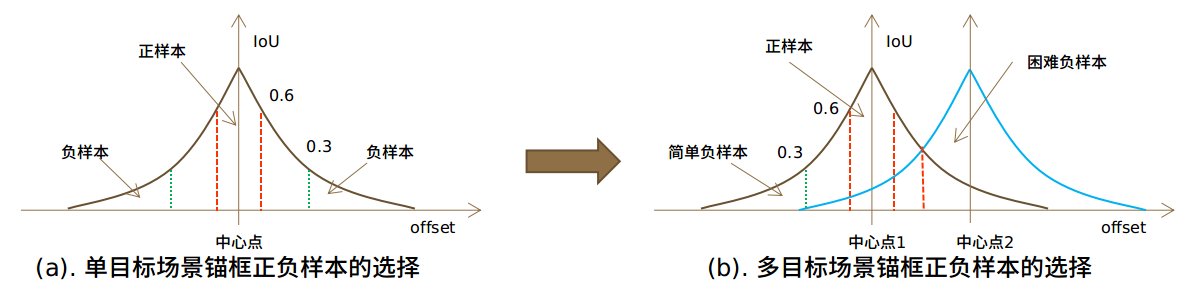 IoU
正样本
0.6
0.3
负样本
负样本
offset
中心点
(a). 单目标场景锚框正负样本的选择
IoU
正样本
困难负样本
0.6
0.3
简单负样本
offset
中心点1
中心点2
(b). 多目标场景锚框正负样本的选择